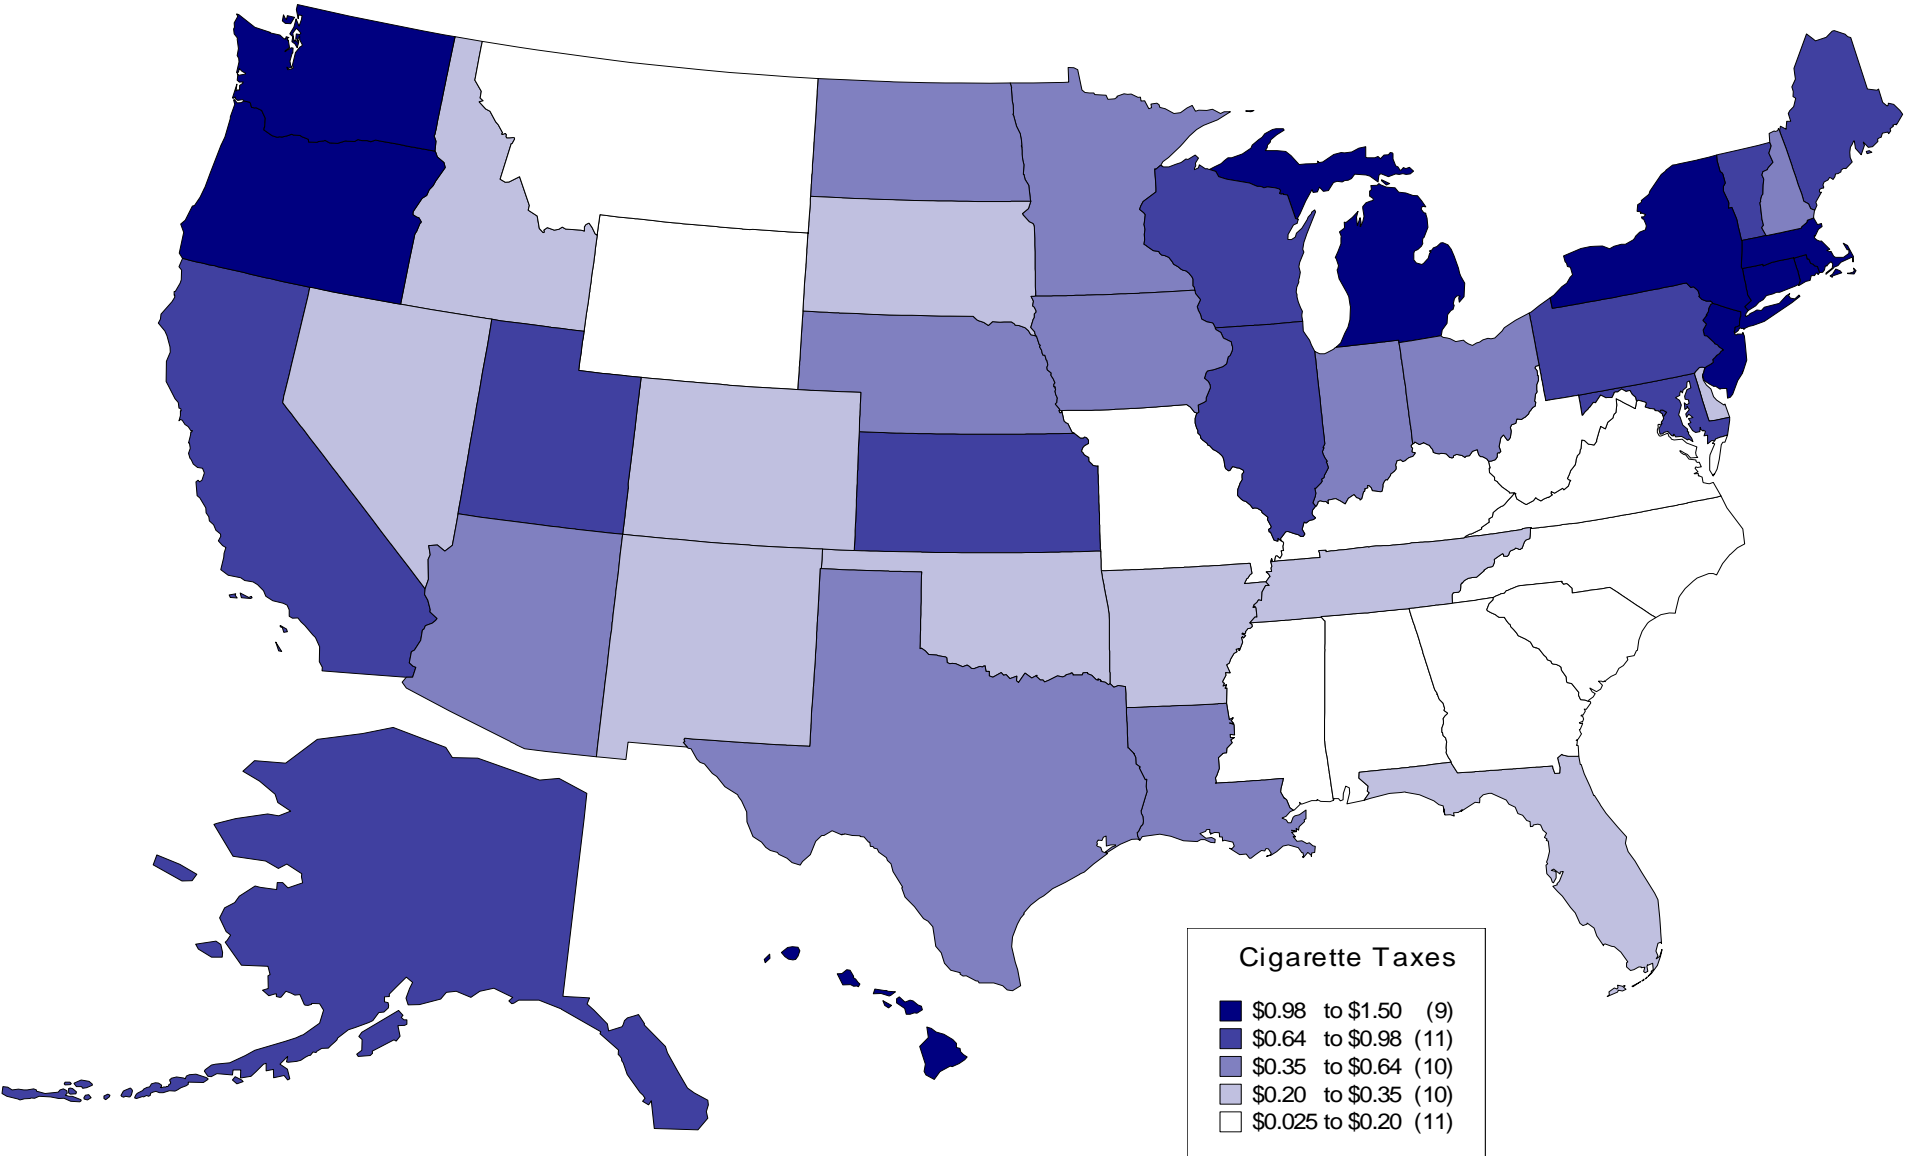 Cigarette Taxes
$0.98 to $1.50 (9)
$0.64 to $0.98 (11)
$0.35 to $0.64 (10)
$0.20 to $0.35 (10)
$0.025 to $0.20 (11)